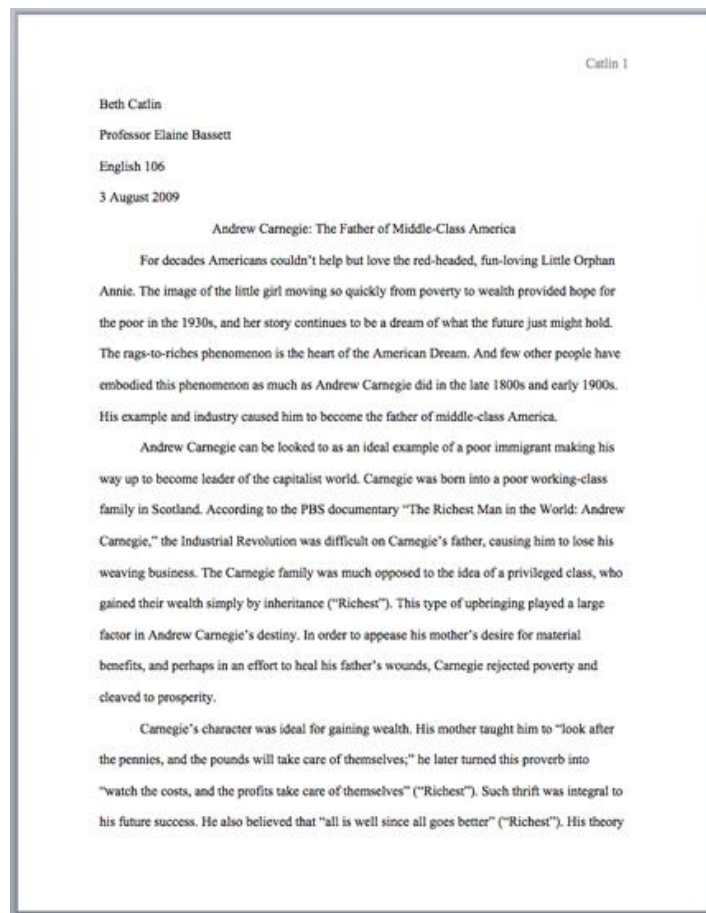 Catlin 1
Beth Catlin
Professor Elaine Bassett
English 106
3 August 2009
Andrew Carnegie: The Father of Middle-Class America
For decades Americans couldn't help but love the red-headed, fun-loving Little Orphan
Annie. The image of the little girl moving so quickly from poverty to wealth provided hope for
the poor in the 1930s, and her story continues to be a dream of what the future just might hold.
The rags-to-riches phenomenon is the heart of the American Dream. And few other people have
embodied this phenomenon as much as Andrew Carnegie did in the late 1800s and early 1900s.
His example and industry caused him to become the father of middle-class America.
Andrew Carnegie can be looked to as an ideal example of a poor immigrant making his
way up to become leader of the capitalist world. Carnegie was born into a poor working-class
family in Scotland. According to the PBS documentary “The Richest Man in the World: Andrew
Carnegie,” the Industrial Revolution was difficult on Carnegie's father, causing him to lose his
weaving business. The Carnegie family was much opposed to the idea of a privileged class, who
gained their wealth simply by inheritance (“Richest”). This type of upbringing played a large
factor in Andrew Carnegie's destiny. In order to appease his mother's desire for material
benefits, and perhaps in an effort to heal his father's wounds, Carnegie rejected poverty and
cleaved to prosperity.
Carnegie's character was ideal for gaining wealth. His mother taught him to “look after
the pennies, and the pounds will take care of themselves;” he later turned this proverb into
“watch the costs, and the profits take care of themselves” (“Richest”). Such thrift was integral to
his future success. He also believed that “all is well since all goes better” (“Richest”). His theory